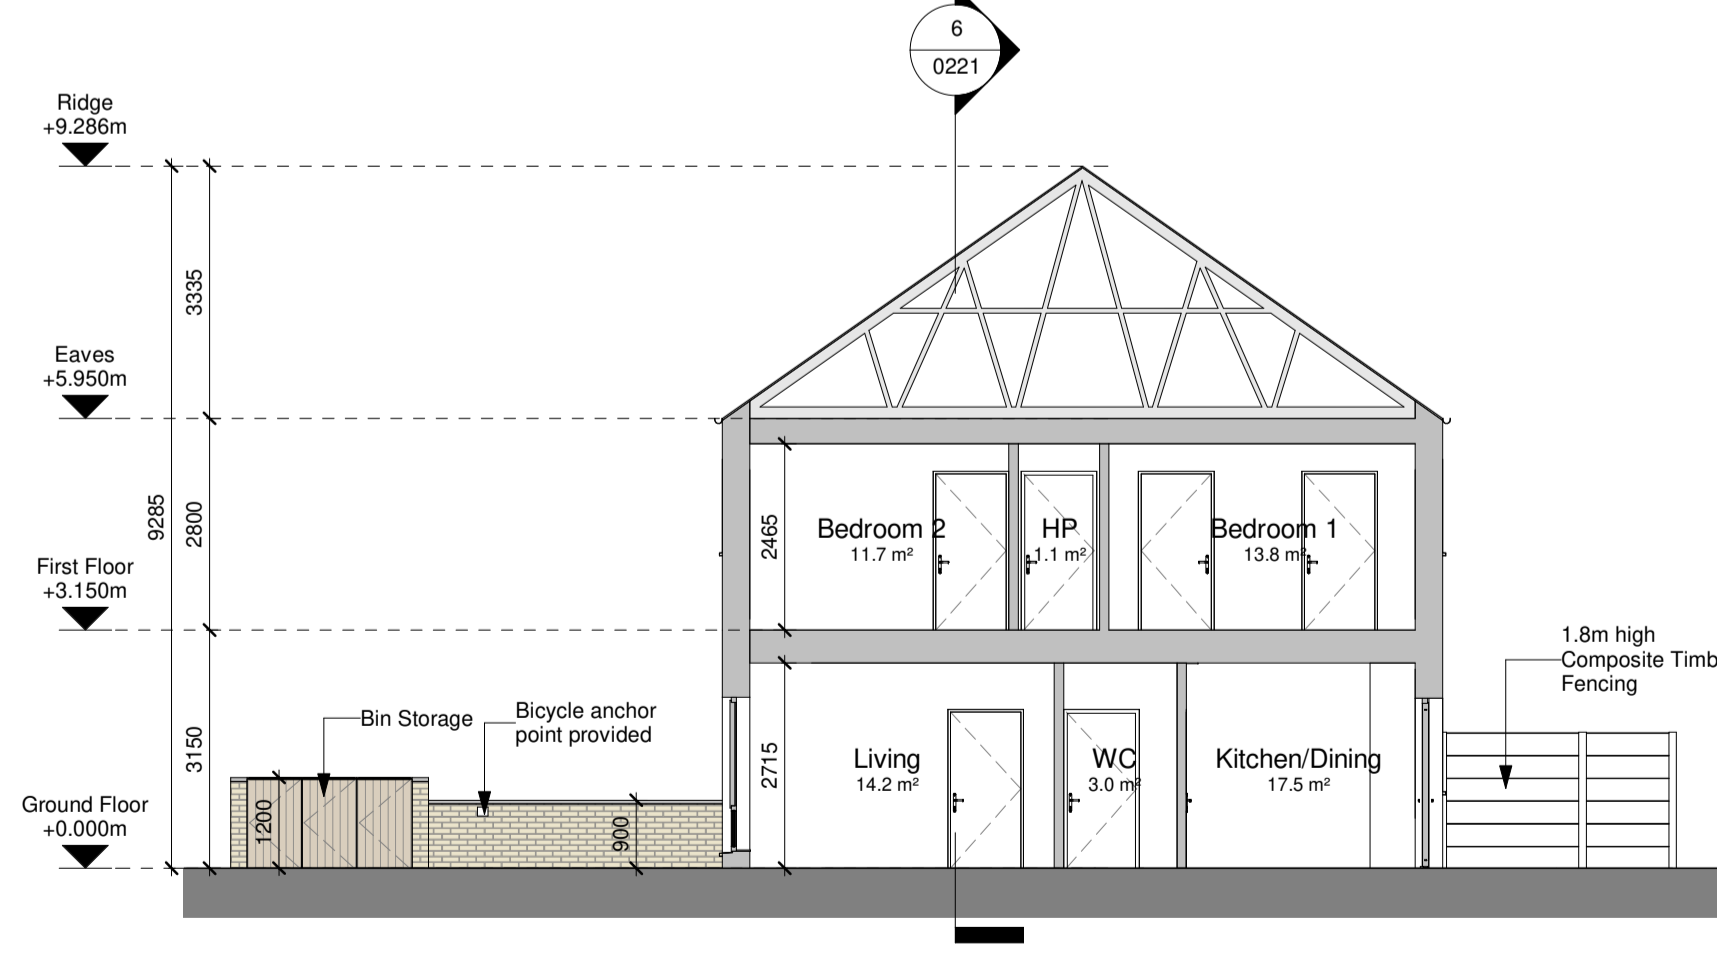 6
0221
Ridge
+9.286m
3335
Eaves
+5.950m
9285
2800
2465
Bedroom 2
11.7 m²
HP
1.1 m²
Bedroom 1
13.8 m²
First Floor
+3.150m
1.8m high
Composite Timb
Fencing
Bin Storage
Bicycle anchor
point provided
3150
2715
Living
14.2 m²
WC
3.0 m²
Kitchen/Dining
17.5 m²
Ground Floor
+0.000m
1200
900